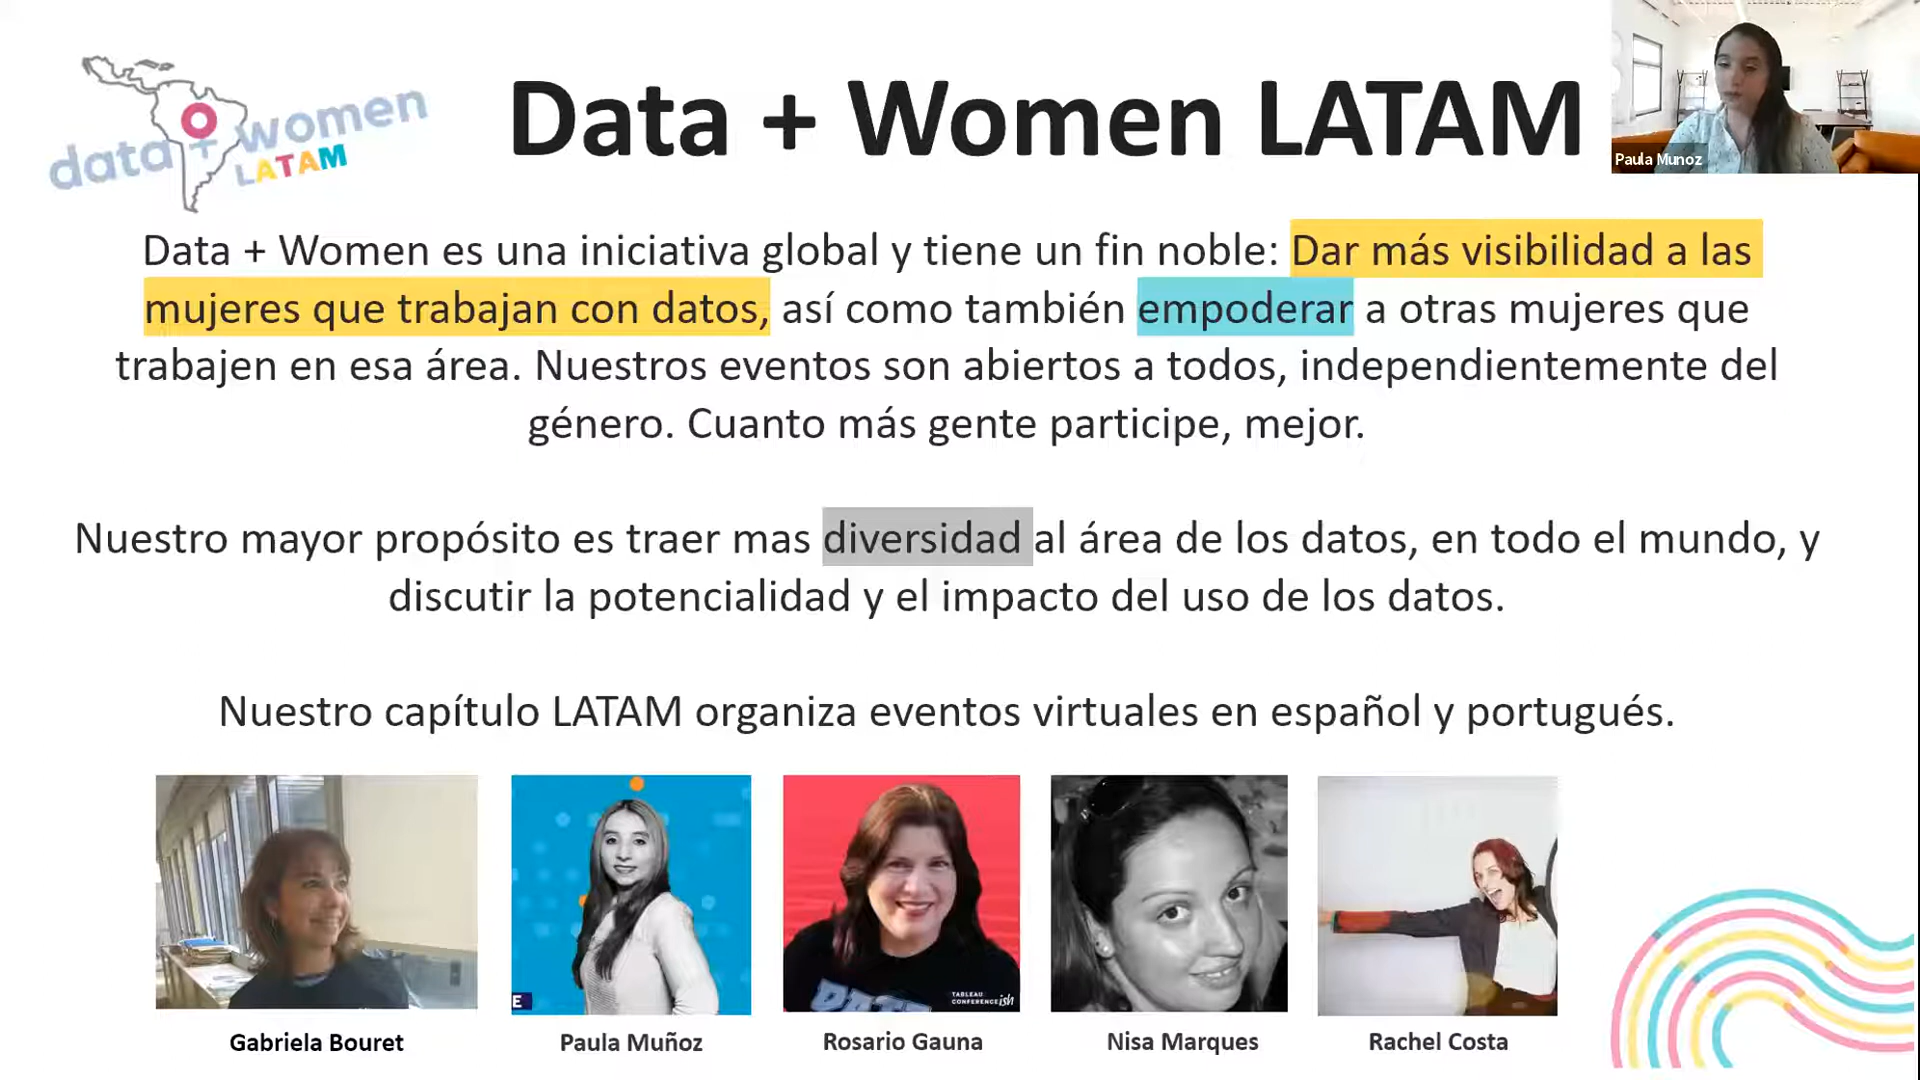 data + women
LATAM
Data + Women LATAM
Paula Munoz
Data + Women es una iniciativa global y tiene un fin noble: Dar más visibilidad a las
mujeres que trabajan con datos, así como también empoderar a otras mujeres que
trabajen en esa área. Nuestros eventos son abiertos a todos, independientemente del
género. Cuanto más gente participe, mejor.
Nuestro mayor propósito es traer mas diversidad al área de los datos, en todo el mundo, y
discutir la potencialidad y el impacto del uso de los datos.
Nuestro capítulo LATAM organiza eventos virtuales en español y portugués.
E
TABLEAU
CONFERENCEish
Gabriela Bouret
Paula Muñoz
Rosario Gauna
Nisa Marques
Rachel Costa